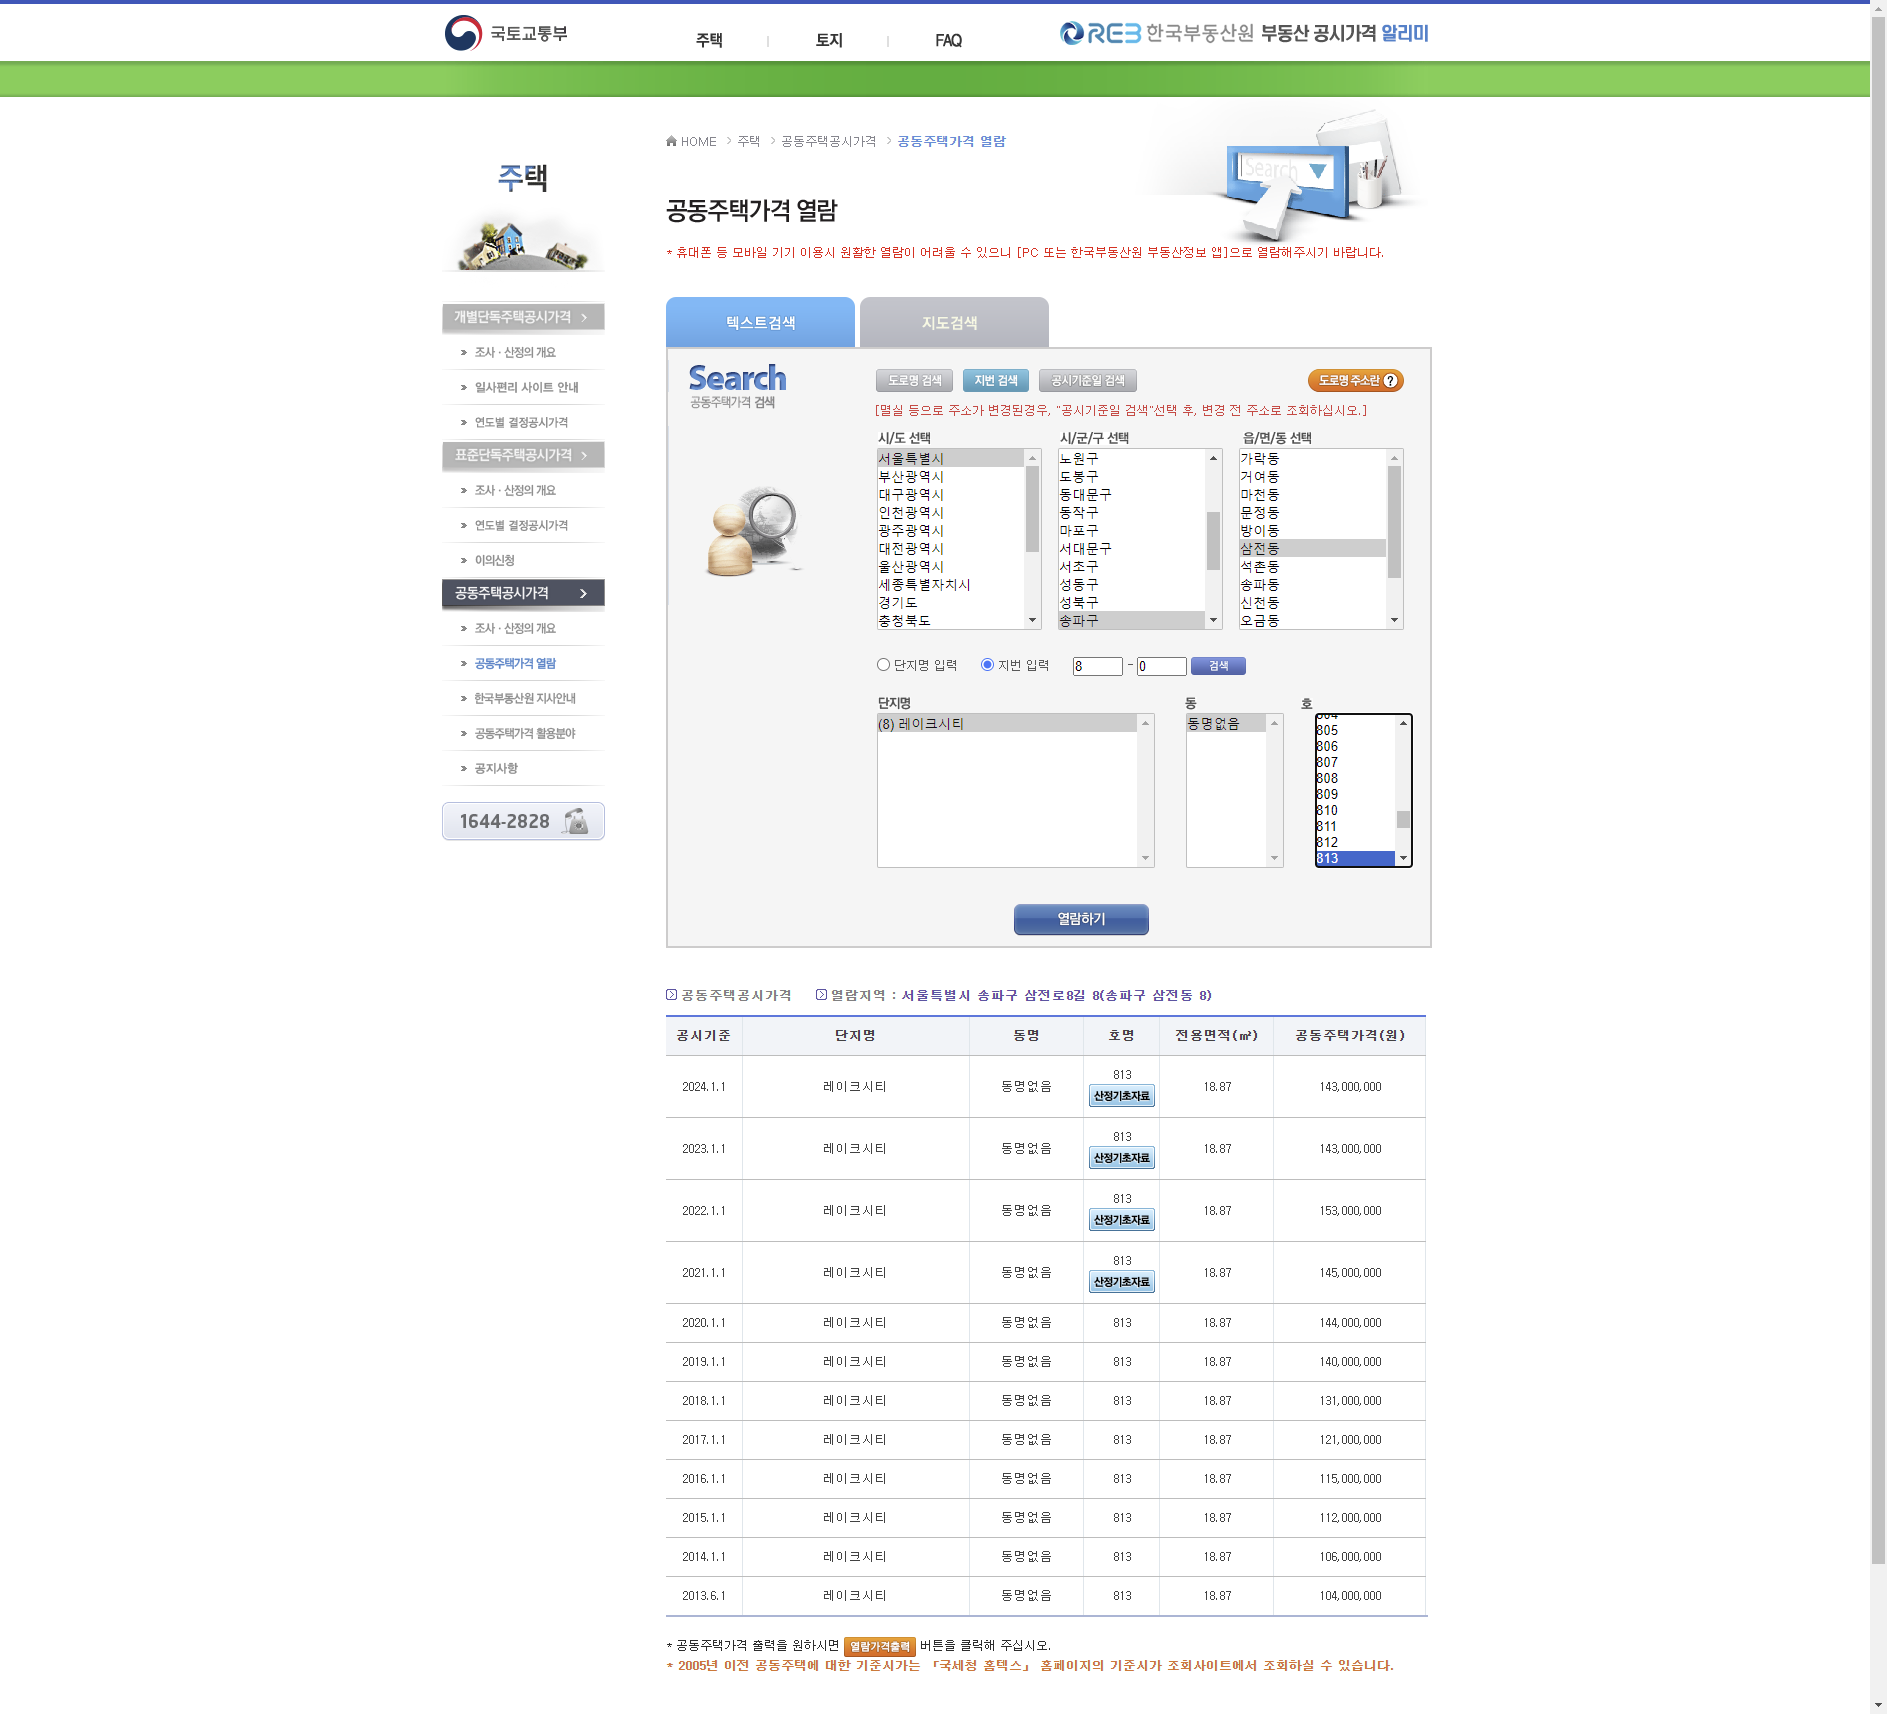 국토교통부
주택
토지
FAQ
REB 한국부동산원 부동산 공시가격 알리미
HOME > 주택 > 공동주택공시가격 > 공동주택가격 열람
주택
Search
공동주택가격 열람
* 휴대폰 등 모바일 기기 이용시 원활한 열람이 어려울 수 있으니 [PC 또는 한국부동산원 부동산정보 앱]으로 열람해주시기 바랍니다.
개별단독주택공시가격
조사 · 산정의 개요
일사편리 사이트 안내
연도별 결정공시가격
표준단독주택공시가격
조사 · 산정의 개요
연도별 결정공시가격
이의신청
공동주택공시가격
조사 · 산정의 개요
공동주택가격 열람
한국부동산원 지사안내
공동주택가격 활용분야
공지사항
1644-2828
텍스트검색
지도검색
Search
공동주택가격 검색
도로명 검색
지번 검색
공시기준일 검색
도로명 주소란 ?
[멸실 등으로 주소가 변경된경우, "공시기준일 검색"선택 후, 변경 전 주소로 조회하십시오.]
시/도 선택
서울특별시
부산광역시
대구광역시
인천광역시
광주광역시
대전광역시
울산광역시
세종특별자치시
경기도
충청북도
시/군/구 선택
노원구
도봉구
동대문구
동작구
마포구
서대문구
서초구
성동구
성북구
송파구
읍/면/동 선택
가락동
거여동
마천동
문정동
방이동
삼전동
석촌동
송파동
신천동
오금동
단지명 입력
지번 입력
8 - 0
검색
단지명
(8) 레이크시티
동
동명없음
호
804
805
806
807
808
809
810
811
812
813
열람하기
공동주택공시가격
열람지역 : 서울특별시 송파구 삼전로8길 8(송파구 삼전동 8)
공시기준 단지명 동명 호명 전용면적(㎡) 공동주택가격(원)
2024.1.1 레이크시티 동명없음 813 산정기초자료 18.87 143,000,000
2023.1.1 레이크시티 동명없음 813 산정기초자료 18.87 143,000,000
2022.1.1 레이크시티 동명없음 813 산정기초자료 18.87 153,000,000
2021.1.1 레이크시티 동명없음 813 산정기초자료 18.87 145,000,000
2020.1.1 레이크시티 동명없음 813 18.87 144,000,000
2019.1.1 레이크시티 동명없음 813 18.87 140,000,000
2018.1.1 레이크시티 동명없음 813 18.87 131,000,000
2017.1.1 레이크시티 동명없음 813 18.87 121,000,000
2016.1.1 레이크시티 동명없음 813 18.87 115,000,000
2015.1.1 레이크시티 동명없음 813 18.87 112,000,000
2014.1.1 레이크시티 동명없음 813 18.87 106,000,000
2013.6.1 레이크시티 동명없음 813 18.87 104,000,000
* 공동주택가격 출력을 원하시면 열람가격출력 버튼을 클릭해 주십시오.
* 2005년 이전 공동주택에 대한 기준시가는 「국세청 홈텍스」 홈페이지의 기준시가 조회사이트에서 조회하실 수 있습니다.